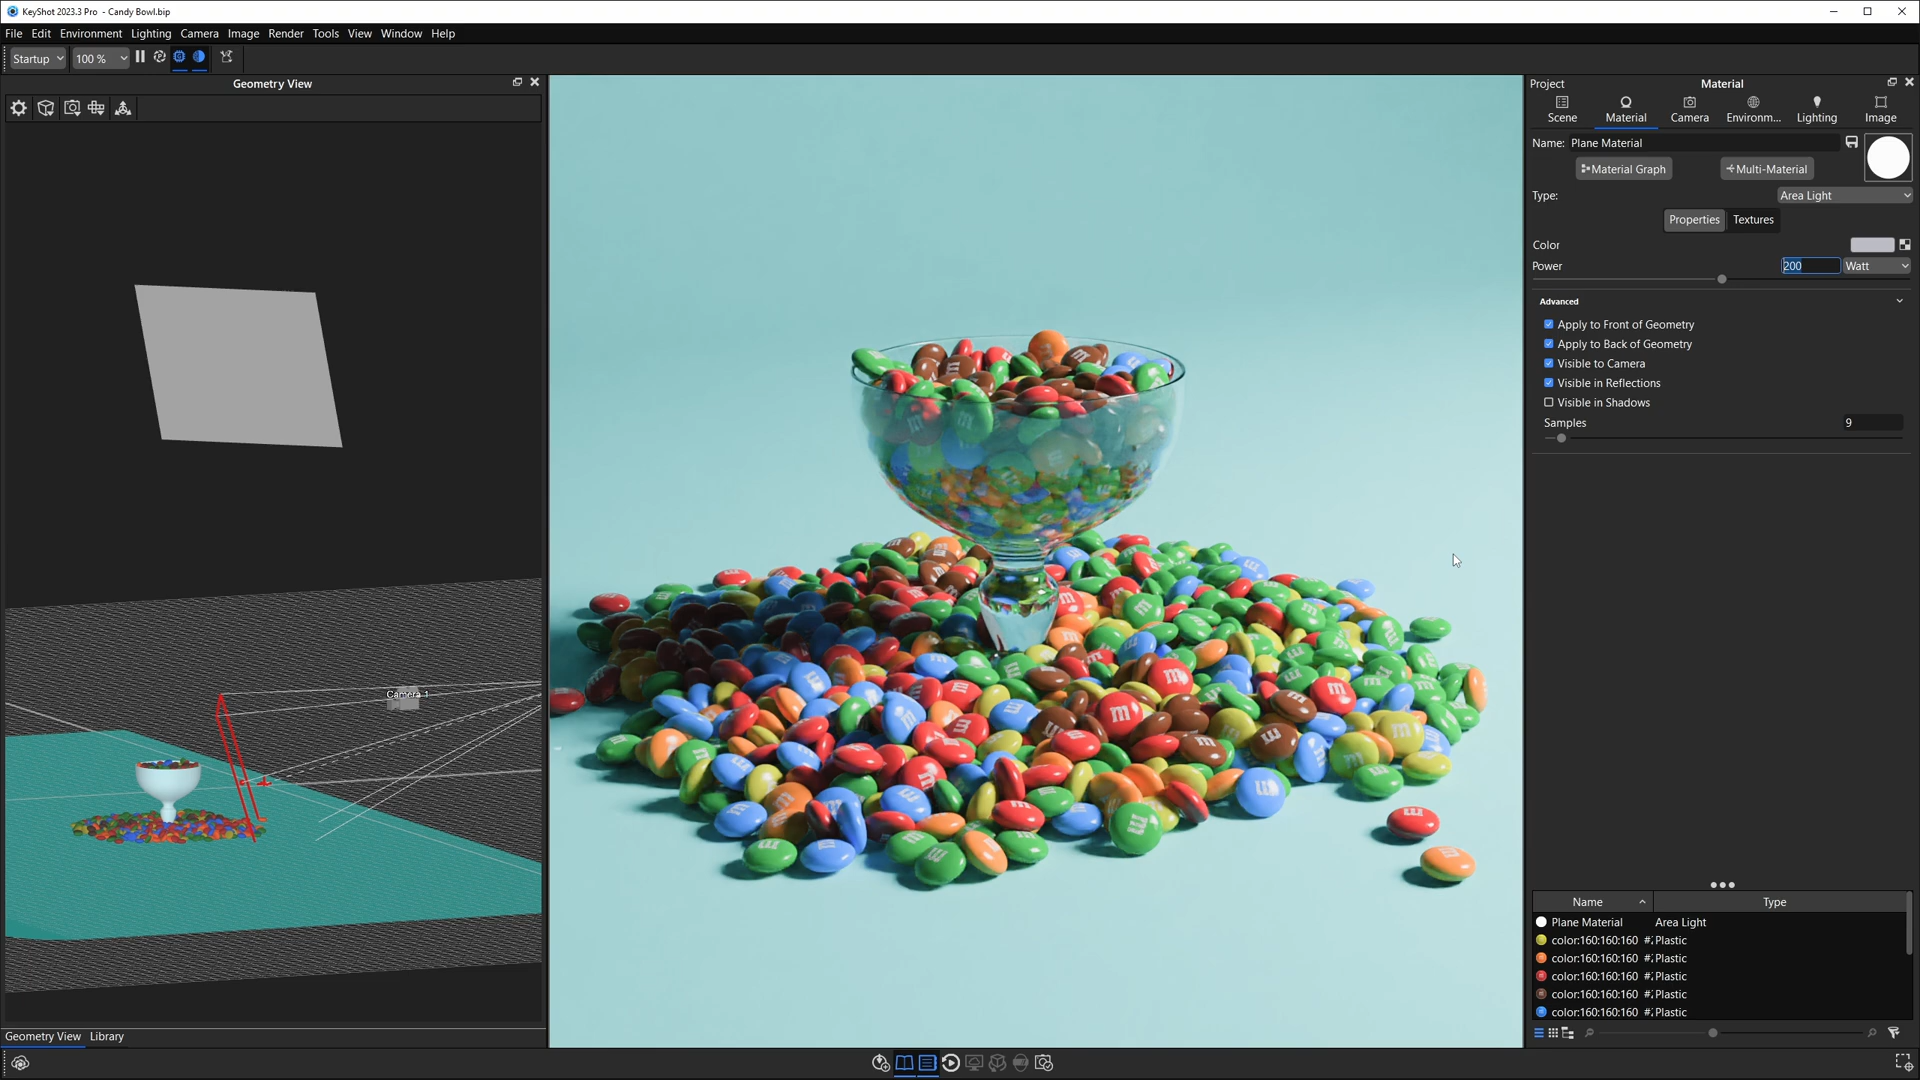 KeyShot 2023.3 Pro - Candy Bowl.bip
File Edit Environment Lighting Camera Image Render Tools View Window Help
Startup 100 %
Geometry View
Camera 1
Geometry View Library
Project Material
Scene Material Camera Environm... Lighting Image
Name: Plane Material
Material Graph Multi-Material
Type: Area Light
Properties Textures
Color
Power 200 Watt
Advanced
Apply to Front of Geometry
Apply to Back of Geometry
Visible to Camera
Visible in Reflections
Visible in Shadows
Samples 9
Name Type
Plane Material Area Light
color:160:160:160 #. Plastic
color:160:160:160 #. Plastic
color:160:160:160 #. Plastic
color:160:160:160 #. Plastic
color:160:160:160 #. Plastic